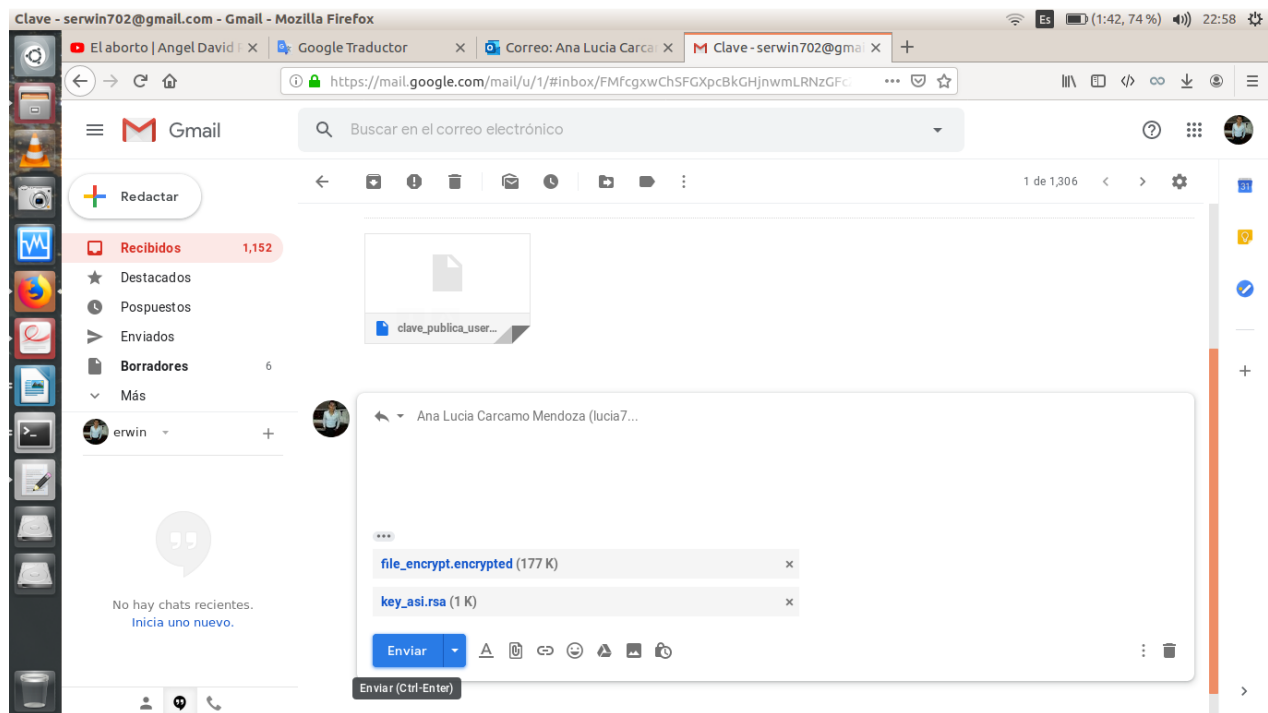 Clave - serwin702@gmail.com - Gmail - Mozilla Firefox
Es (1:42, 74 %) 22:58
El aborto | Angel David
Google Traductor
Correo: Ana Lucia Carca
Clave - serwin702@gmai
https://mail.google.com/mail/u/1/#inbox/FMfcgxwChSFGXpcBkGHjnwmLRNzGFc
Gmail
Buscar en el correo electrónico
Redactar
1 de 1,306
31
Recibidos 1,152
Destacados
Pospuestos
Enviados
Borradores 6
Más
erwin
clave_publica_user...
Ana Lucia Carcamo Mendoza (lucia7...
file_encrypt.encrypted (177 K)
key_asi.rsa (1 K)
No hay chats recientes.
Inicia uno nuevo.
Enviar
Enviar (Ctrl-Enter)